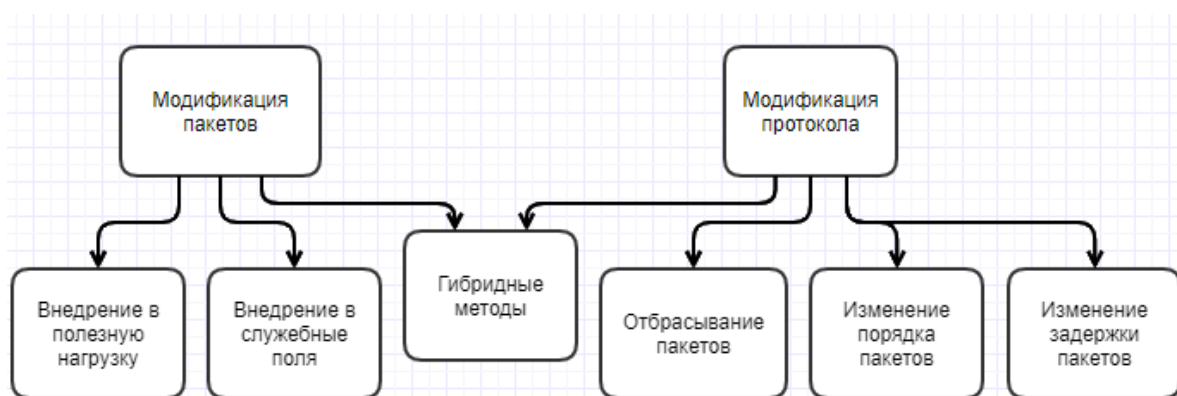 Модификация
пакетов
Модификация
протокола
Внедрение в
полезную
нагрузку
Внедрение в
служебные
поля
Гибридные
методы
Отбрасывание
пакетов
Изменение
порядка
пакетов
Изменение
задержки
пакетов